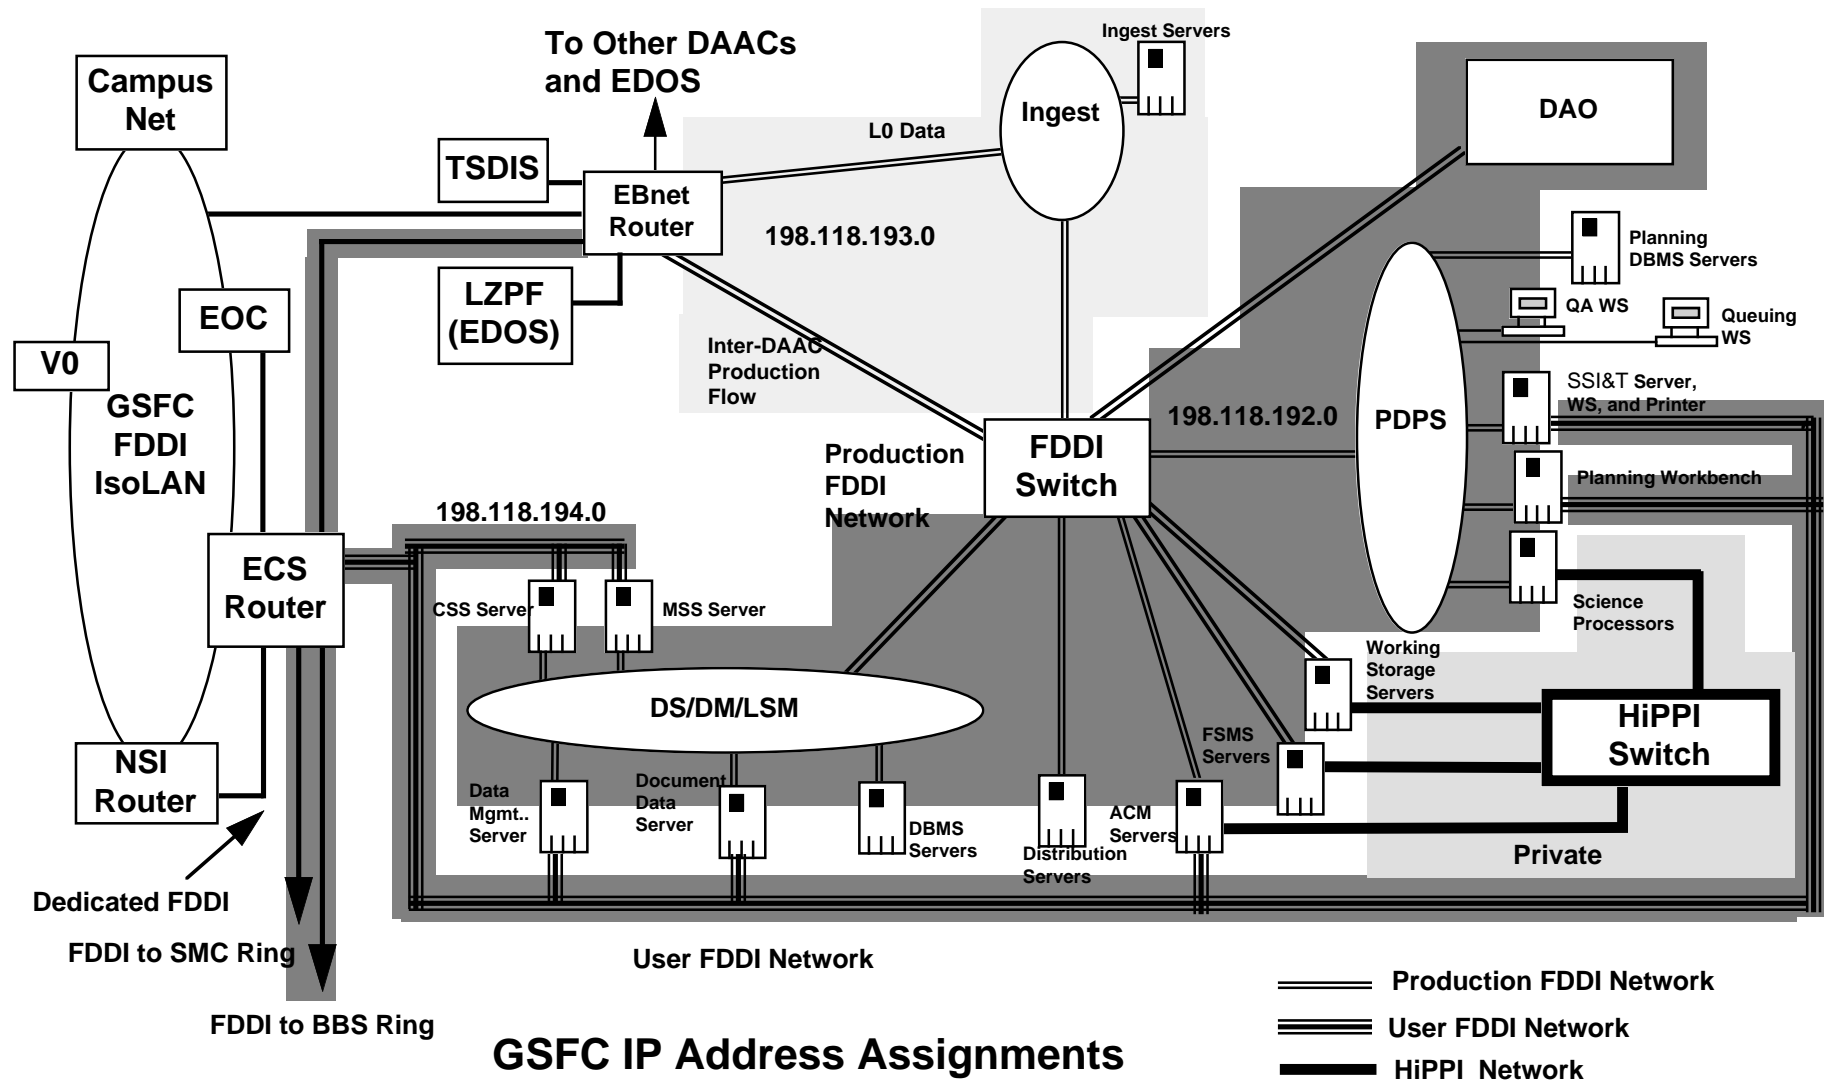 To Other DAACs
and EDOS
Ingest Servers
Campus
Net
Ingest
DAO
L0 Data
TSDIS
EBnet
Router
198.118.193.0
Planning
DBMS Servers
LZPF
(EDOS)
EOC
QA WS
Queuing
WS
V0
Inter-DAAC
Production
Flow
GSFC
FDDI
IsoLAN
SSI&T Server,
WS, and Printer
198.118.192.0
PDPS
FDDI
Switch
Production
FDDI
Network
Planning Workbench
198.118.194.0
ECS
Router
CSS Server
MSS Server
Science
Processors
Working
Storage
Servers
DS/DM/LSM
HiPPI
Switch
FSMS
Servers
NSI
Router
Data
Mgmt..
Server
Document
Data
Server
DBMS
Servers
Distribution
Servers
ACM
Servers
Private
Dedicated FDDI
FDDI to SMC Ring
User FDDI Network
FDDI to BBS Ring
Production FDDI Network
User FDDI Network
HiPPI  Network
GSFC IP Address Assignments